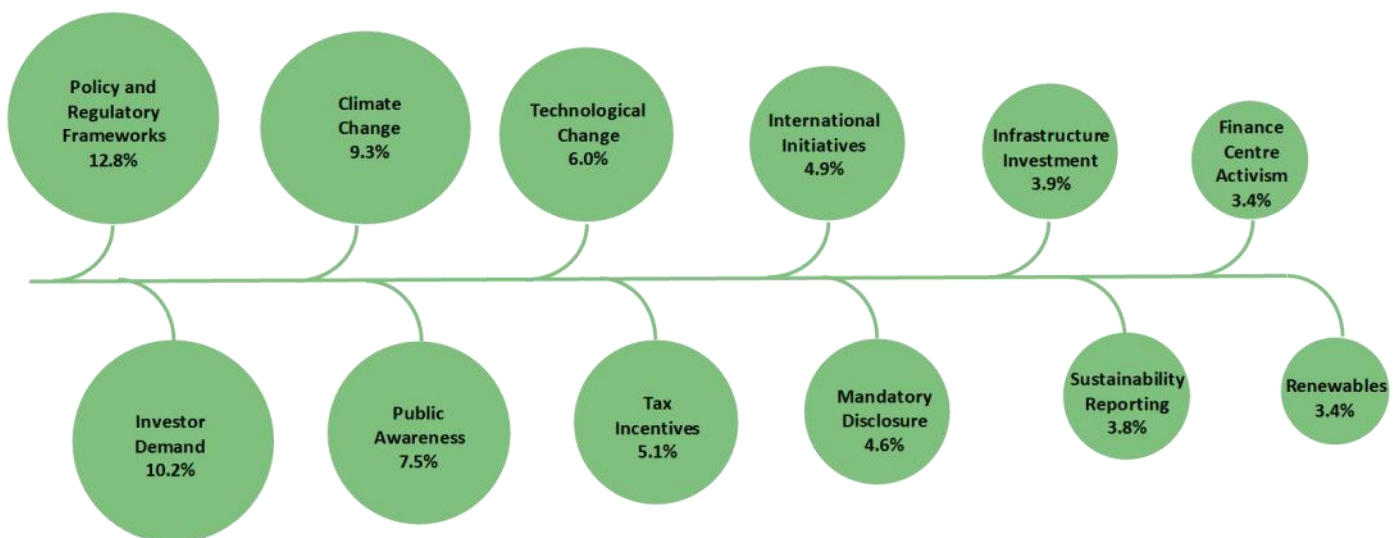 Policy and
Regulatory
Frameworks
12.8%
Climate
Change
9.3%
Technological
Change
6.0%
International
Initiatives
4.9%
Infrastructure
Investment
3.9%
Finance
Centre
Activism
3.4%
Investor
Demand
10.2%
Public
Awareness
7.5%
Tax
Incentives
5.1%
Mandatory
Disclosure
4.6%
Sustainability
Reporting
3.8%
Renewables
3.4%